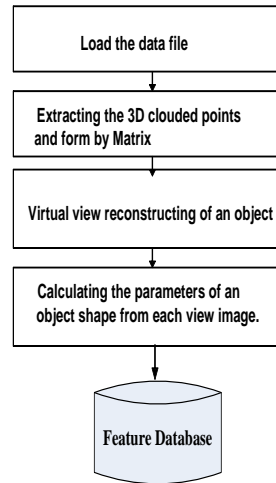 Load the data file
Extracting the 3D clouded points
and form by Matrix
Virtual view reconstructing of an object
Calculating the parameters of an
object shape from each view image.
Feature Database